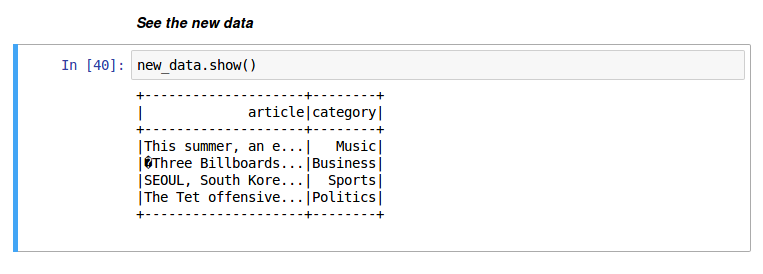 See the new data
In [40]: new_data.show()
+--------------------+--------+
|             article|category|
+--------------------+--------+
|This summer, an e...|   Music|
|�Three Billboards...|Business|
|SEOUL, South Kore...|  Sports|
|The Tet offensive...|Politics|
+--------------------+--------+